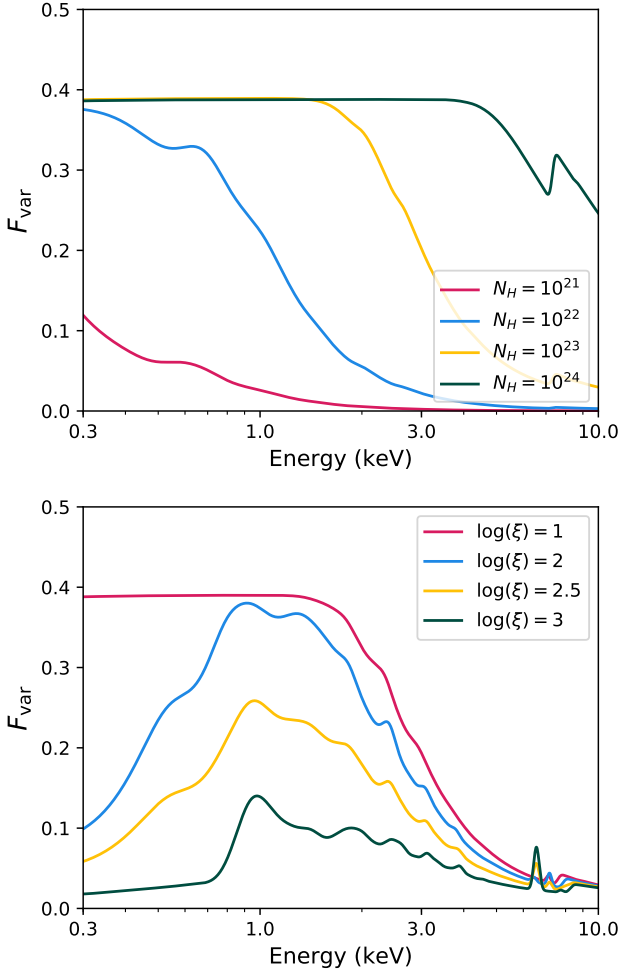 0.5
0.4
0.3
0.2
0.1
0.0
F_var
N_H = 10^21
N_H = 10^22
N_H = 10^23
N_H = 10^24
0.3 1.0 3.0 10.0
Energy (keV)
0.5
0.4
0.3
0.2
0.1
0.0
F_var
log(ξ) = 1
log(ξ) = 2
log(ξ) = 2.5
log(ξ) = 3
0.3 1.0 3.0 10.0
Energy (keV)